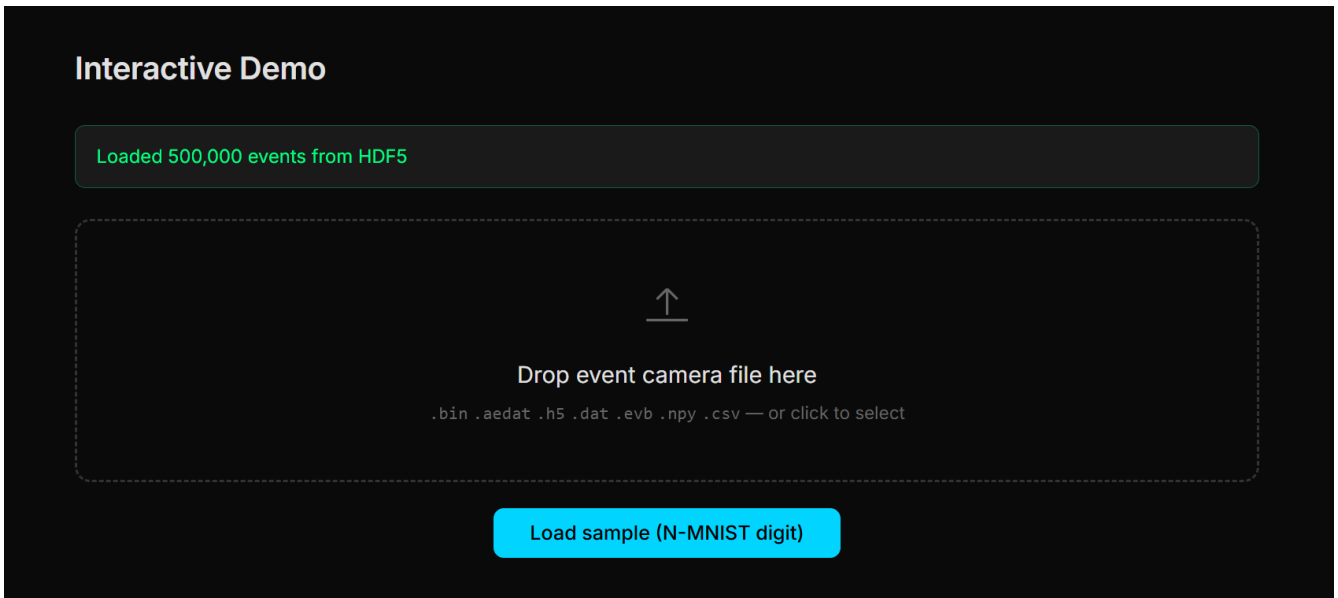 Interactive Demo
Loaded 500,000 events from HDF5
Drop event camera file here
.bin .aedat .h5 .dat .evb .npy .csv — or click to select
Load sample (N-MNIST digit)